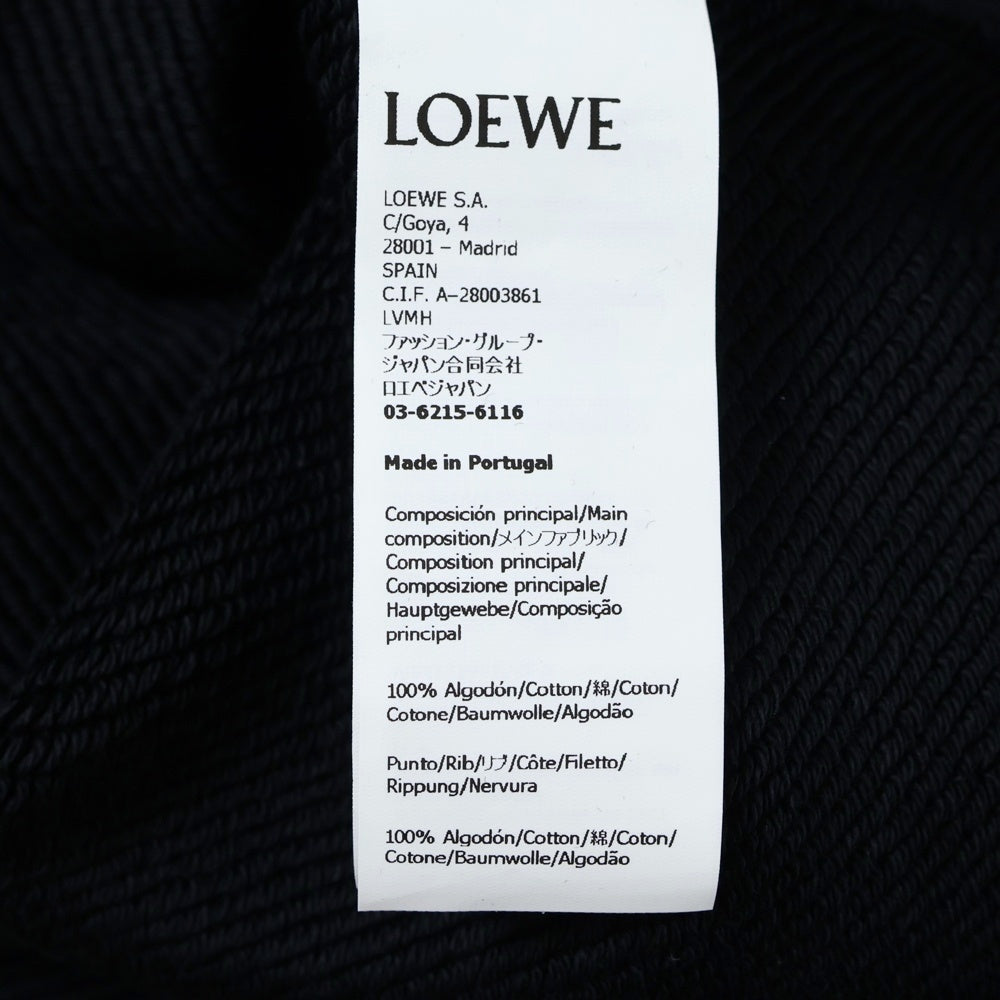 LOEWE
LOEWE S.A.
C/Goya, 4
28001 – Madrid
SPAIN
C.I.F. A-28003861
LVMH
ファッション・グループ・
ジャパン合同会社
ロエベジャパン
03-6215-6116
Made in Portugal
Composición principal/Main
composition/メインファブリック/
Composition principal/
Composizione principale/
Hauptgewebe/Composição
principal
100% Algodón/Cotton/綿/Coton/
Cotone/Baumwolle/Algodão
Punto/Rib/リブ/Côte/Filetto/
Rippung/Nervura
100% Algodón/Cotton/綿/Coton/
Cotone/Baumwolle/Algodão